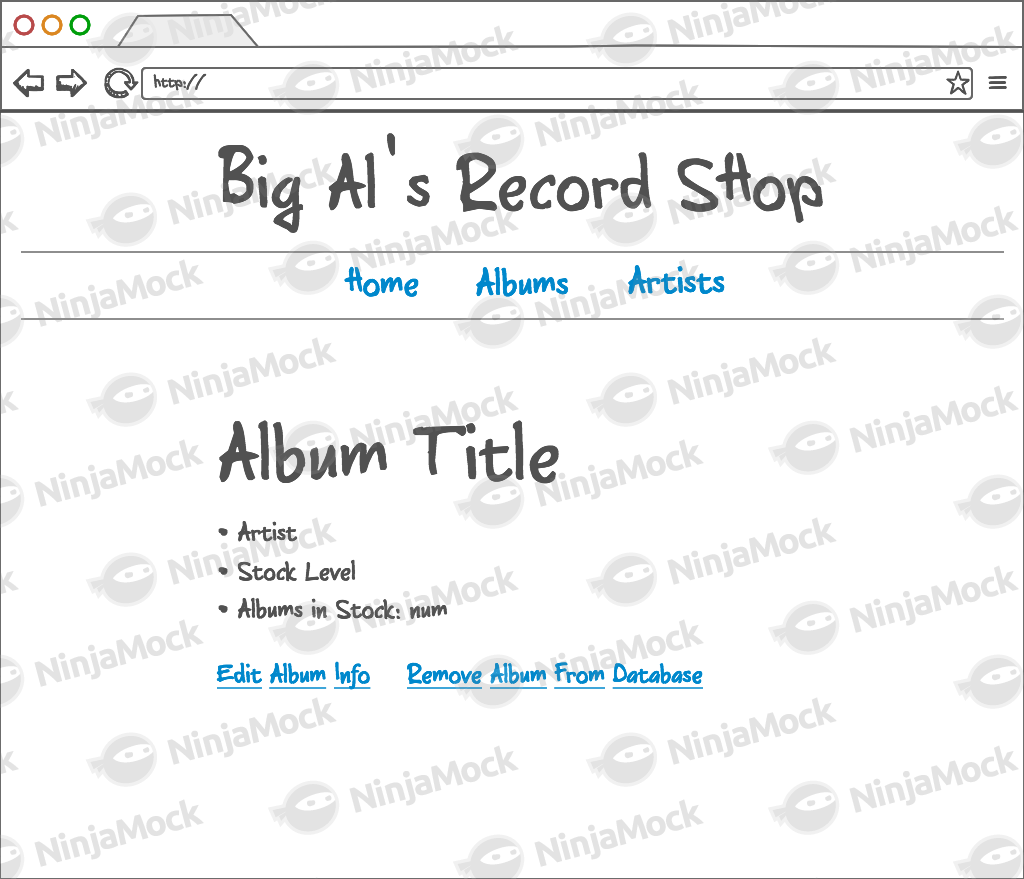 http://
Big Al's Record SHop
Home Albums Artists
Album Title
• Artist
• Stock Level
• Albums in Stock: num
Edit Album Info Remove Album From Database
NinjaMock